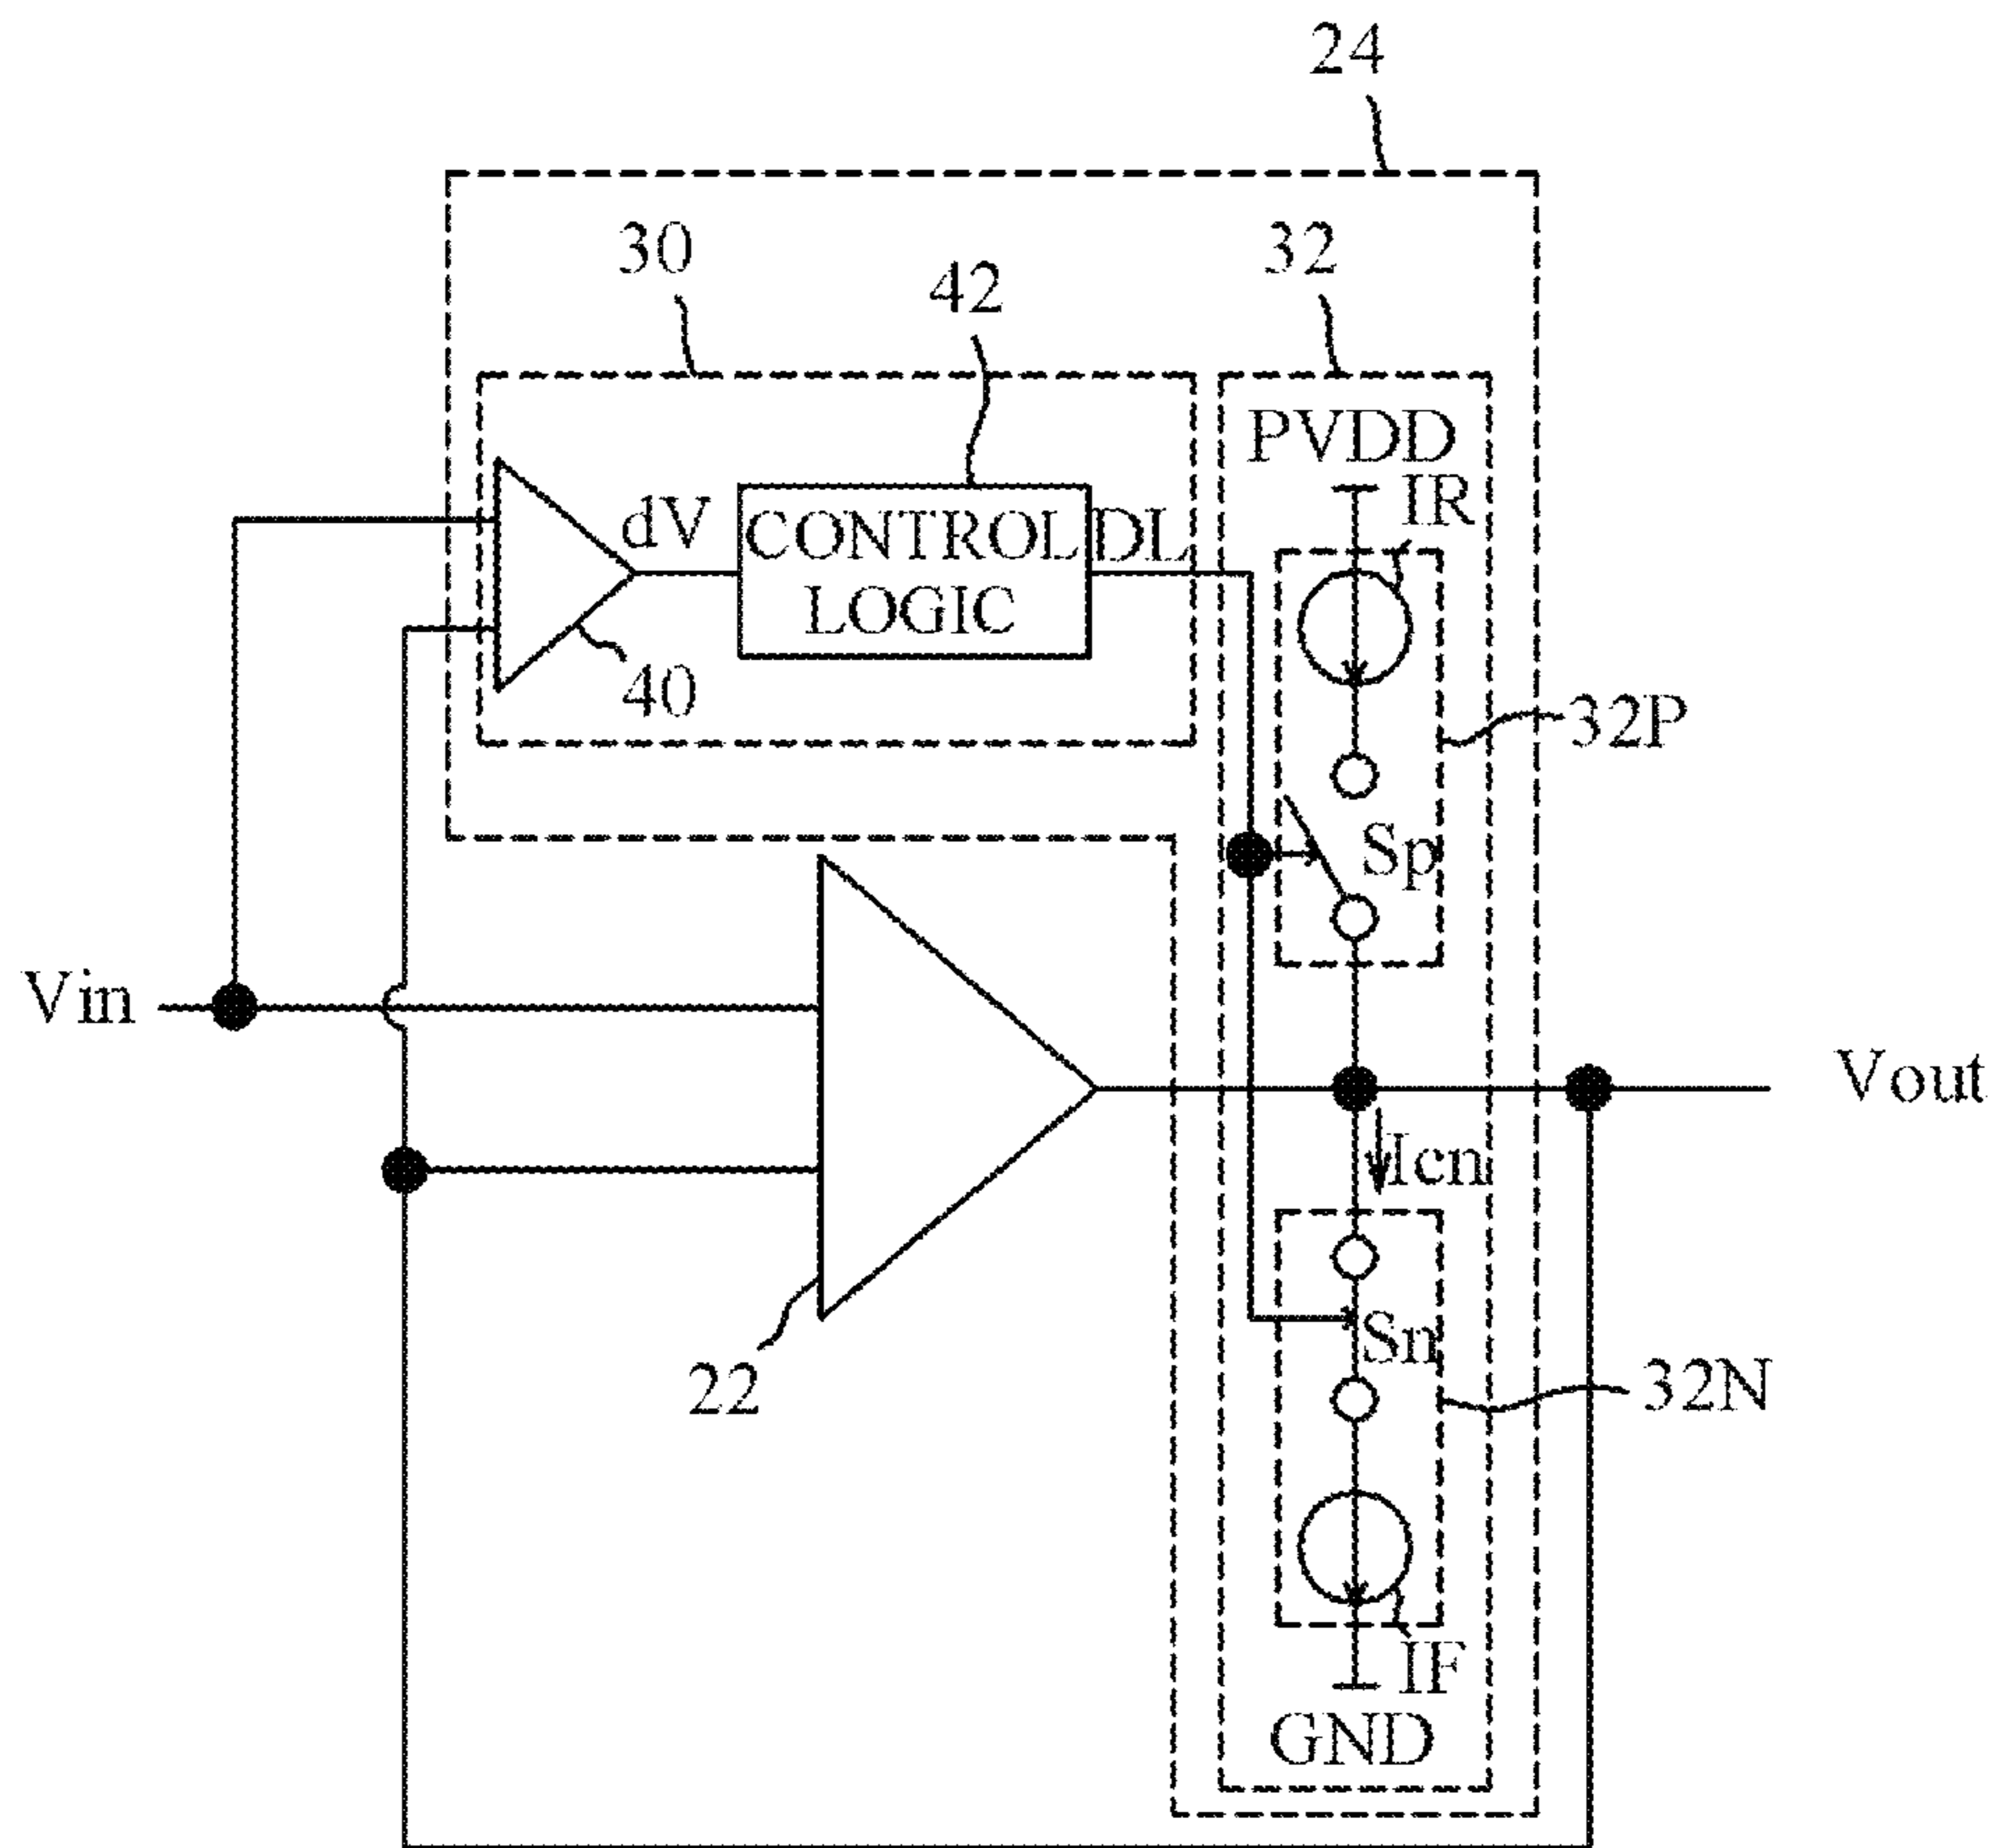 24
30
32
42
PVDD
IR
dV
CONTROL
LOGIC
DL
40
32P
Sp
Vin
Vout
Icn
Sn
22
32N
IF
GND